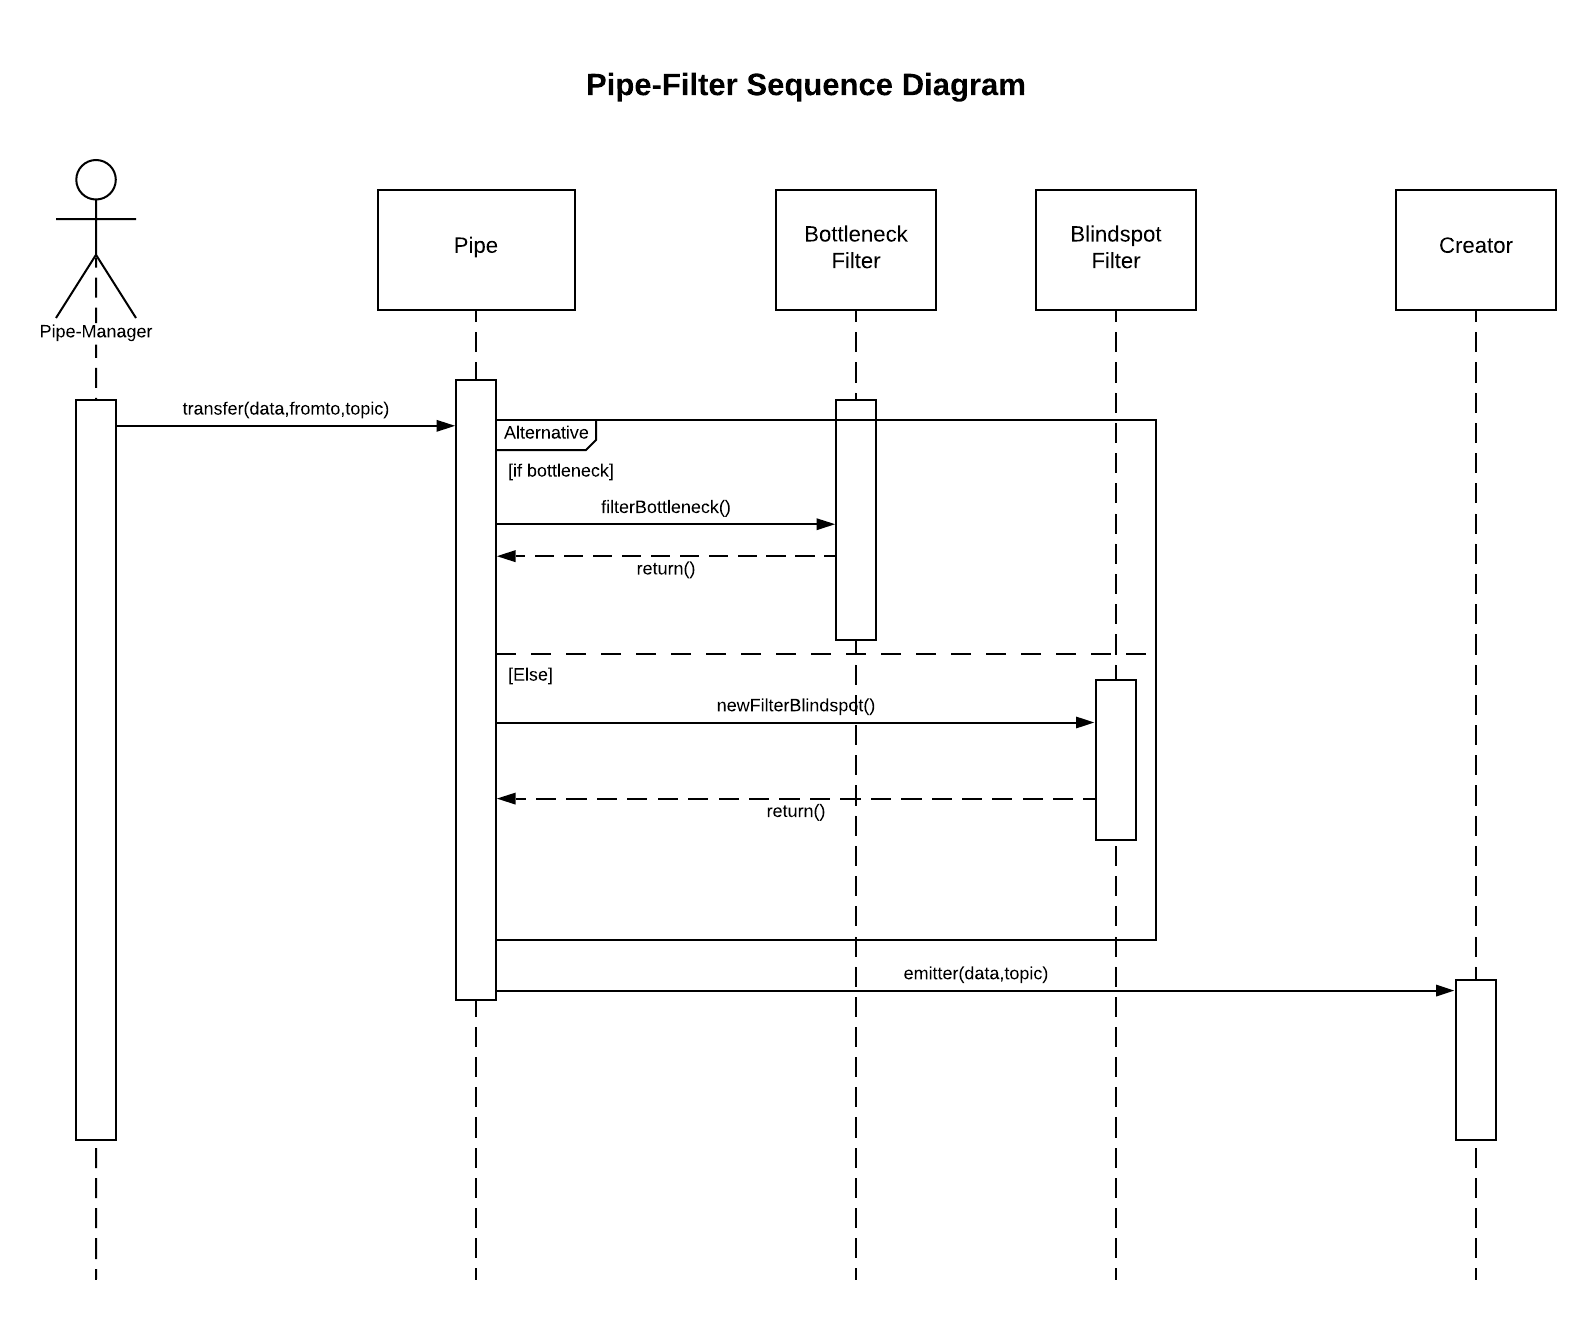 Pipe-Filter Sequence Diagram
Pipe-Manager
Pipe
Bottleneck
Filter
Blindspot
Filter
Creator
transfer(data,fromto,topic)
Alternative
[if bottleneck]
filterBottleneck()
return()
[Else]
newFilterBlindspot()
return()
emitter(data,topic)